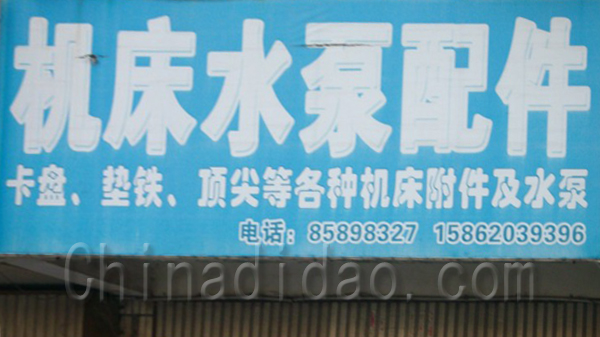 机床水泵配件
卡盘、垫铁、顶尖等各种机床附件及水泵
电话：85898327 15862039396
Chinadidao.com